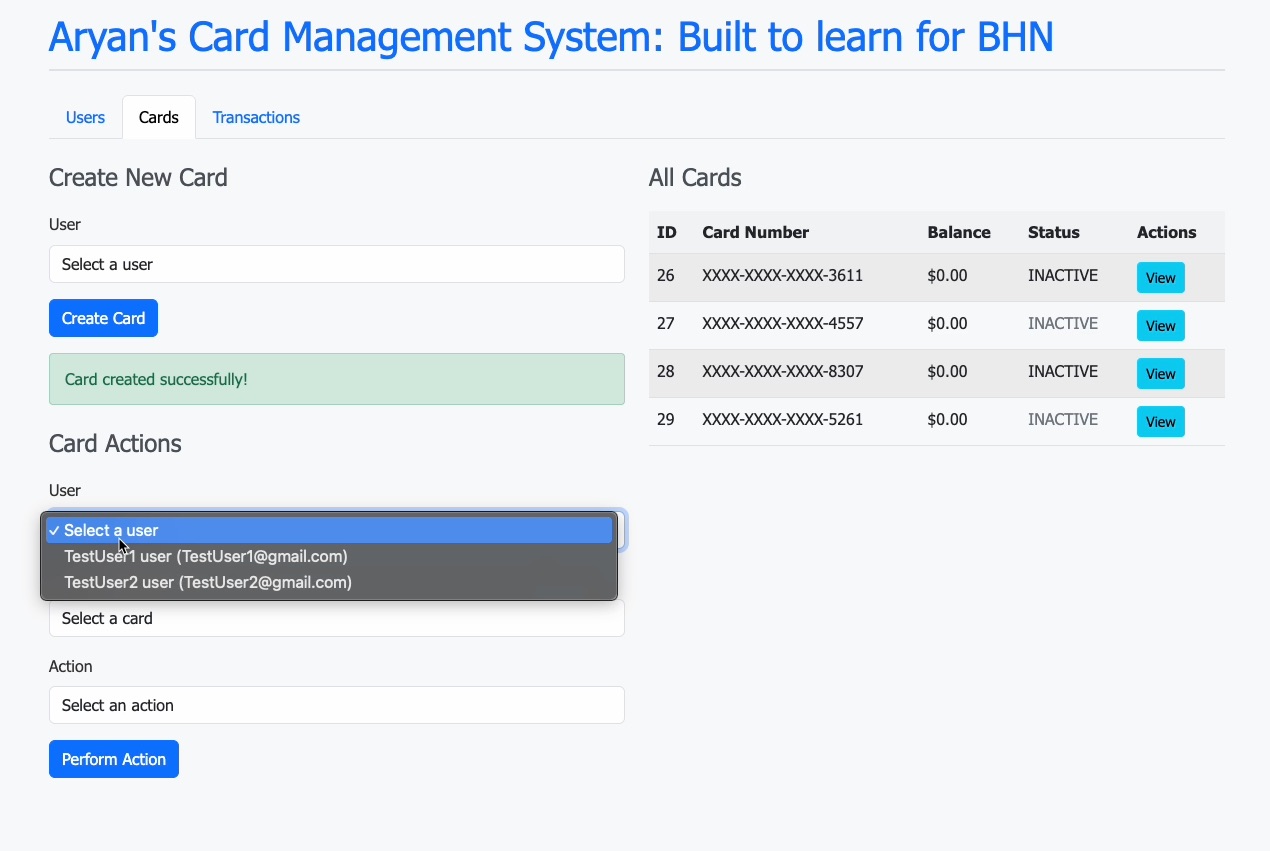 Aryan's Card Management System: Built to learn for BHN
Users Cards Transactions
Create New Card
User
Select a user
Create Card
Card created successfully!
Card Actions
User
✓ Select a user
TestUser1 user (TestUser1@gmail.com)
TestUser2 user (TestUser2@gmail.com)
Select a card
Action
Select an action
Perform Action
All Cards
ID Card Number Balance Status Actions
26 XXXX-XXXX-XXXX-3611 $0.00 INACTIVE View
27 XXXX-XXXX-XXXX-4557 $0.00 INACTIVE View
28 XXXX-XXXX-XXXX-8307 $0.00 INACTIVE View
29 XXXX-XXXX-XXXX-5261 $0.00 INACTIVE View